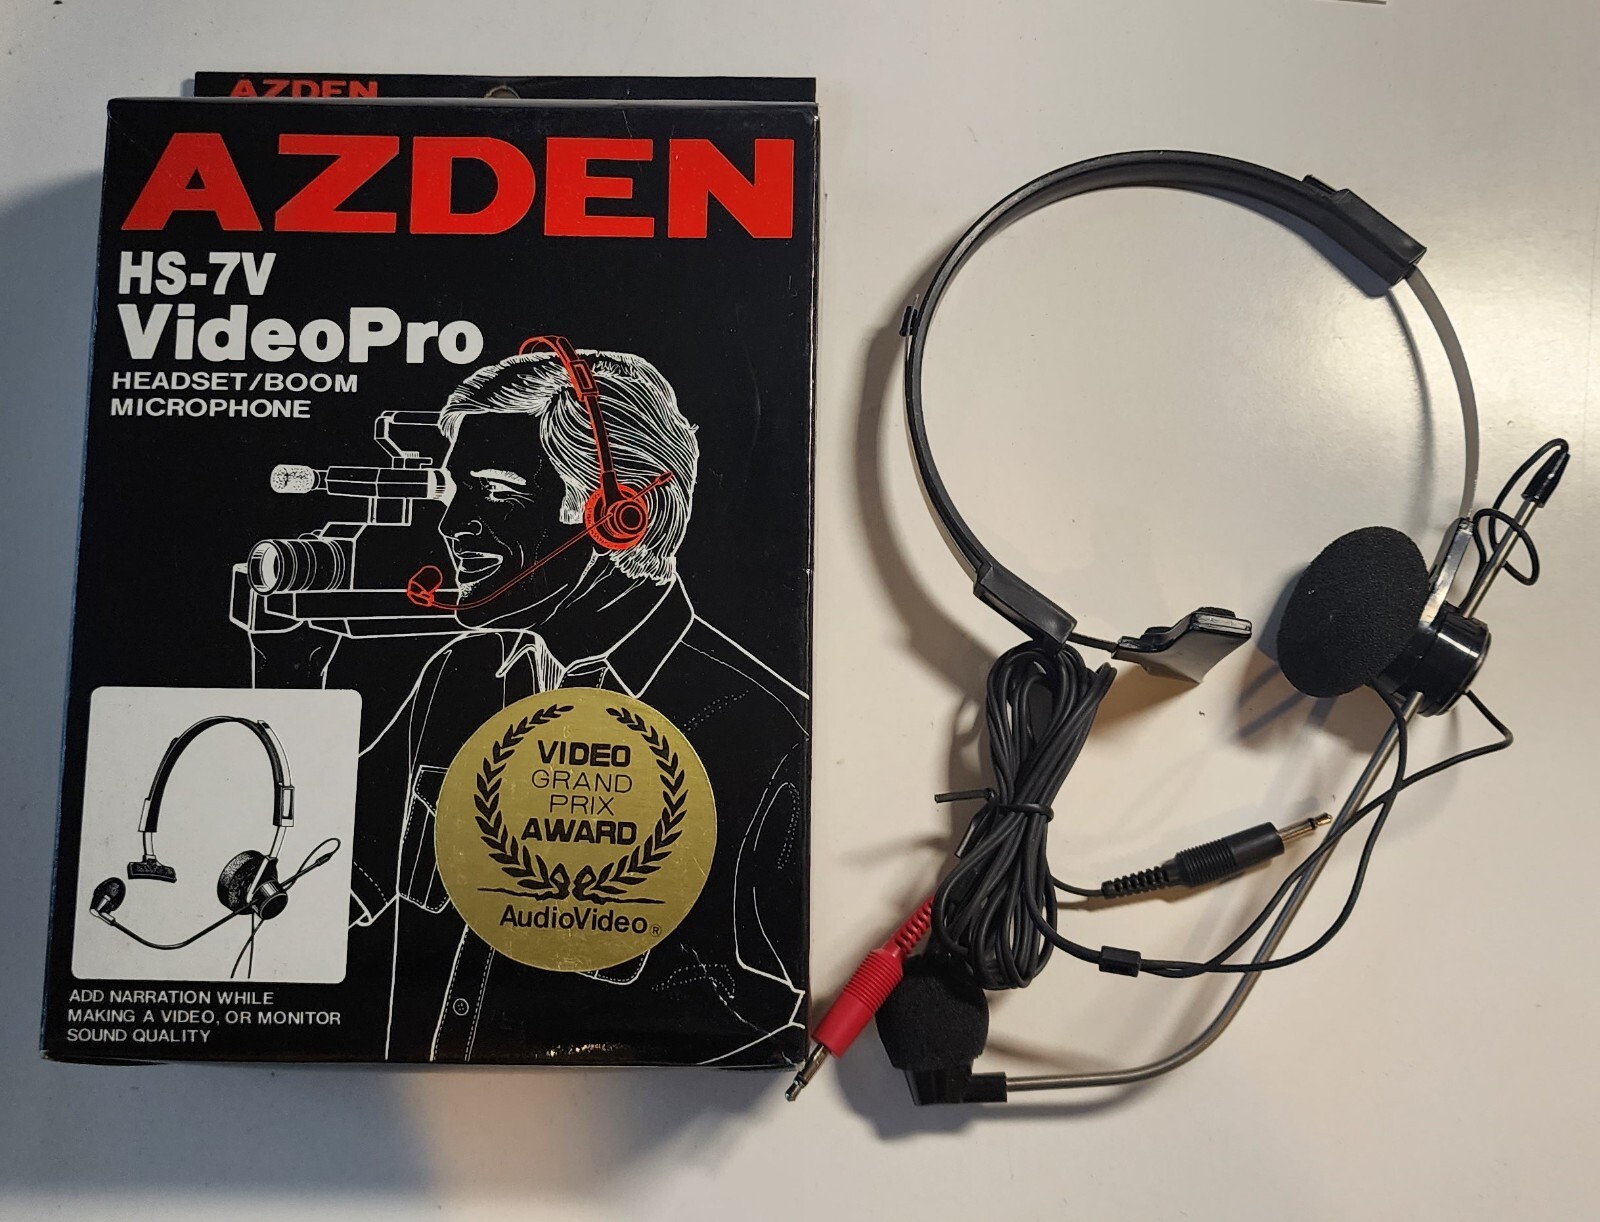 AZDEN
AZDEN
HS-7V
VideoPro
HEADSET/BOOM
MICROPHONE
VIDEO
GRAND
PRIX
AWARD
AudioVideo®
ADD NARRATION WHILE
MAKING A VIDEO, OR MONITOR
SOUND QUALITY